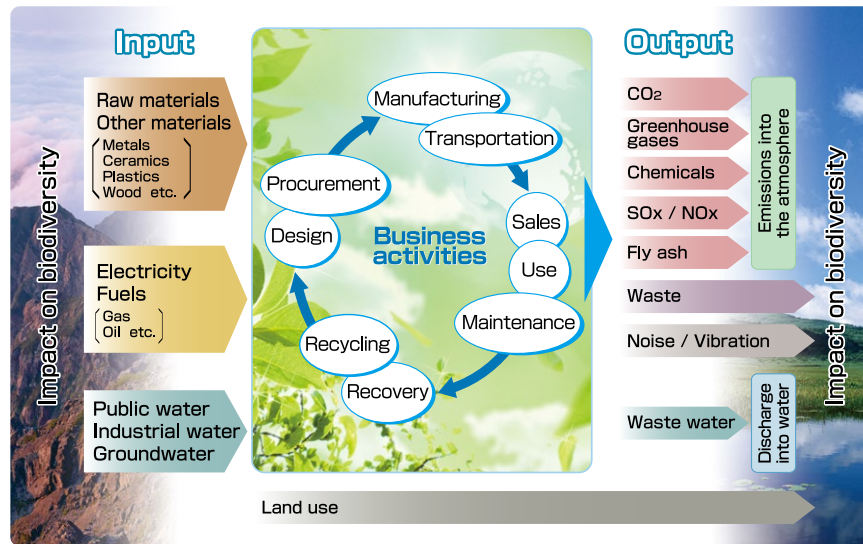 Input
Output
Impact on biodiversity
Raw materials
Other materials
Metals
Ceramics
Plastics
Wood etc.
Electricity
Fuels
Gas
Oil etc.
Public water
Industrial water
Groundwater
Manufacturing
Transportation
Procurement
Design
Business
activities
Sales
Use
Maintenance
Recycling
Recovery
CO₂
Greenhouse
gases
Chemicals
SOx / NOx
Fly ash
Emissions into
the atmosphere
Waste
Noise / Vibration
Waste water
Discharge
into water
Impact on biodiversity
Land use